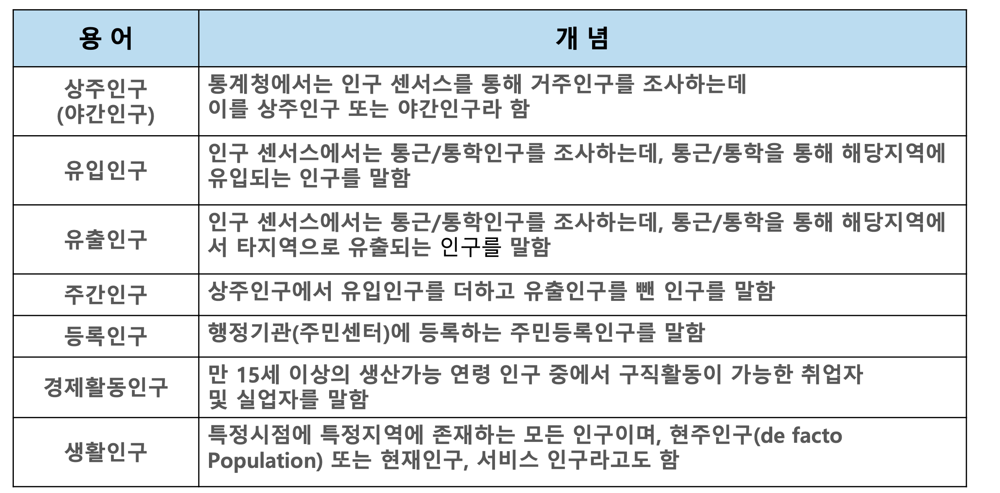 용 어
개 념
상주인구
(야간인구)
통계청에서는 인구 센서스를 통해 거주인구를 조사하는데
이를 상주인구 또는 야간인구라 함
유입인구
인구 센서스에서는 통근/통학인구를 조사하는데, 통근/통학을 통해 해당지역에
유입되는 인구를 말함
유출인구
인구 센서스에서는 통근/통학인구를 조사하는데, 통근/통학을 통해 해당지역에
서 타지역으로 유출되는 인구를 말함
주간인구
상주인구에서 유입인구를 더하고 유출인구를 뺀 인구를 말함
등록인구
행정기관(주민센터)에 등록하는 주민등록인구를 말함
경제활동인구
만 15세 이상의 생산가능 연령 인구 중에서 구직활동이 가능한 취업자
및 실업자를 말함
생활인구
특정시점에 특정지역에 존재하는 모든 인구이며, 현주인구(de facto
Population) 또는 현재인구, 서비스 인구라고도 함